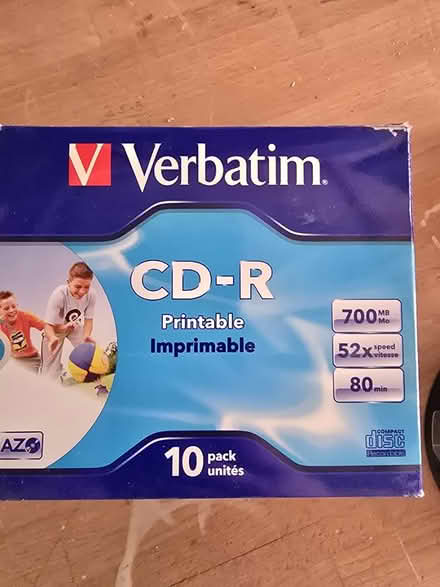 V Verbatim®
CD-R
Printable
Imprimable
700 MB Mo
52x speed vitesse
80 min
AZO
COMPACT
disc
Recordable
10 pack unités